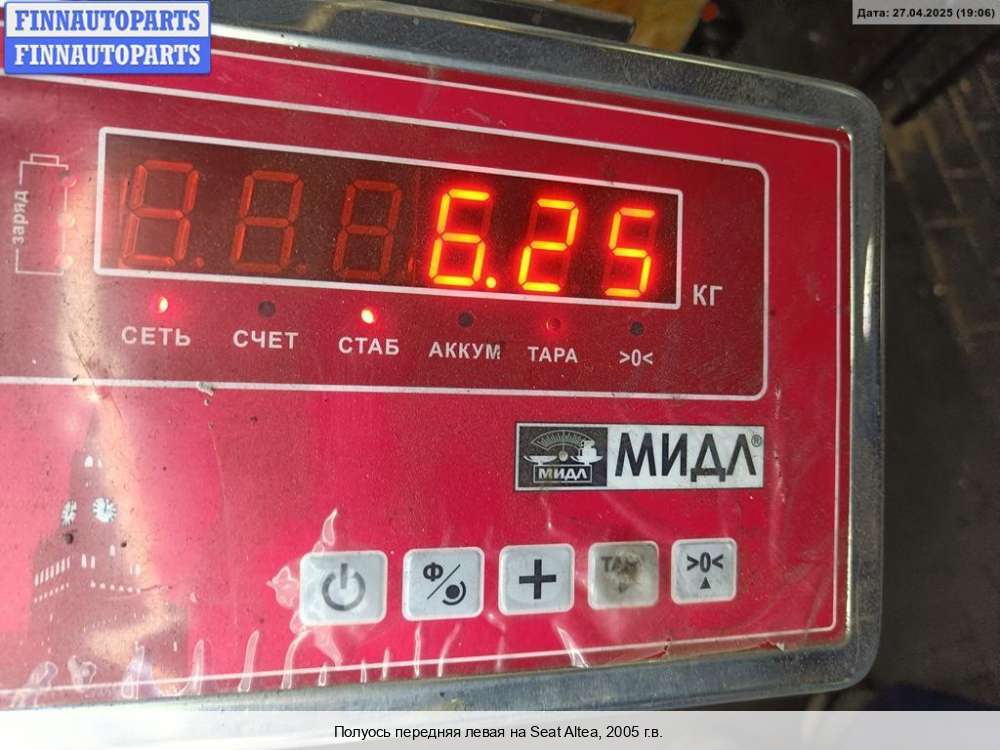 FINNAUTOPARTS
FINNAUTOPARTS
Дата: 27.04.2025 (19:06)
заряд
6.25
КГ
СЕТЬ СЧЕТ СТАБ АККУМ ТАРА >0<
МИДЛ МИДЛ®
Ф/ + >0<
Полуось передняя левая на Seat Altea, 2005 г.в.